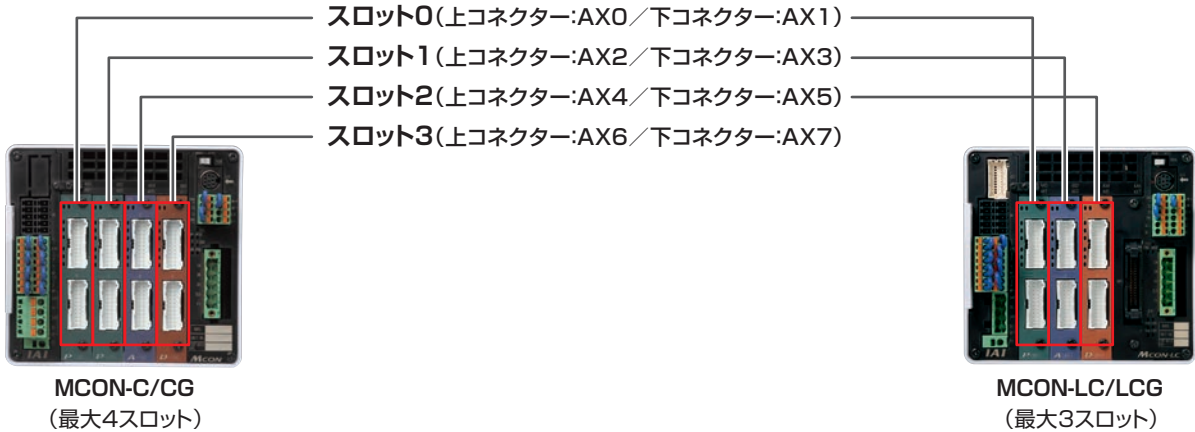 スロット0(上コネクター:AX0／下コネクター:AX1)
スロット1(上コネクター:AX2／下コネクター:AX3)
スロット2(上コネクター:AX4／下コネクター:AX5)
スロット3(上コネクター:AX6／下コネクター:AX7)
IAI P P A D MCON
IAI P A D MCON-LC
MCON-C/CG
(最大4スロット)
MCON-LC/LCG
(最大3スロット)